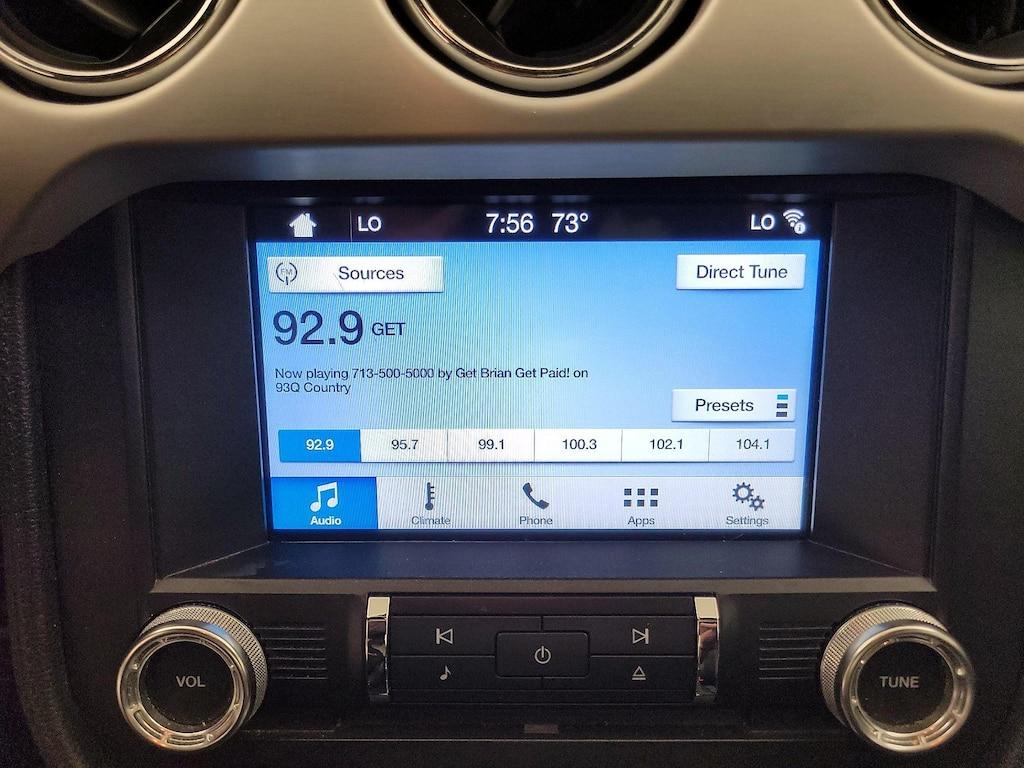 LO 7:56 73° LO
FM Sources Direct Tune
92.9 GET
Now playing 713-500-5000 by Get Brian Get Paid! on
93Q Country
Presets
92.9 95.7 99.1 100.3 102.1 104.1
Audio Climate Phone Apps Settings
VOL TUNE